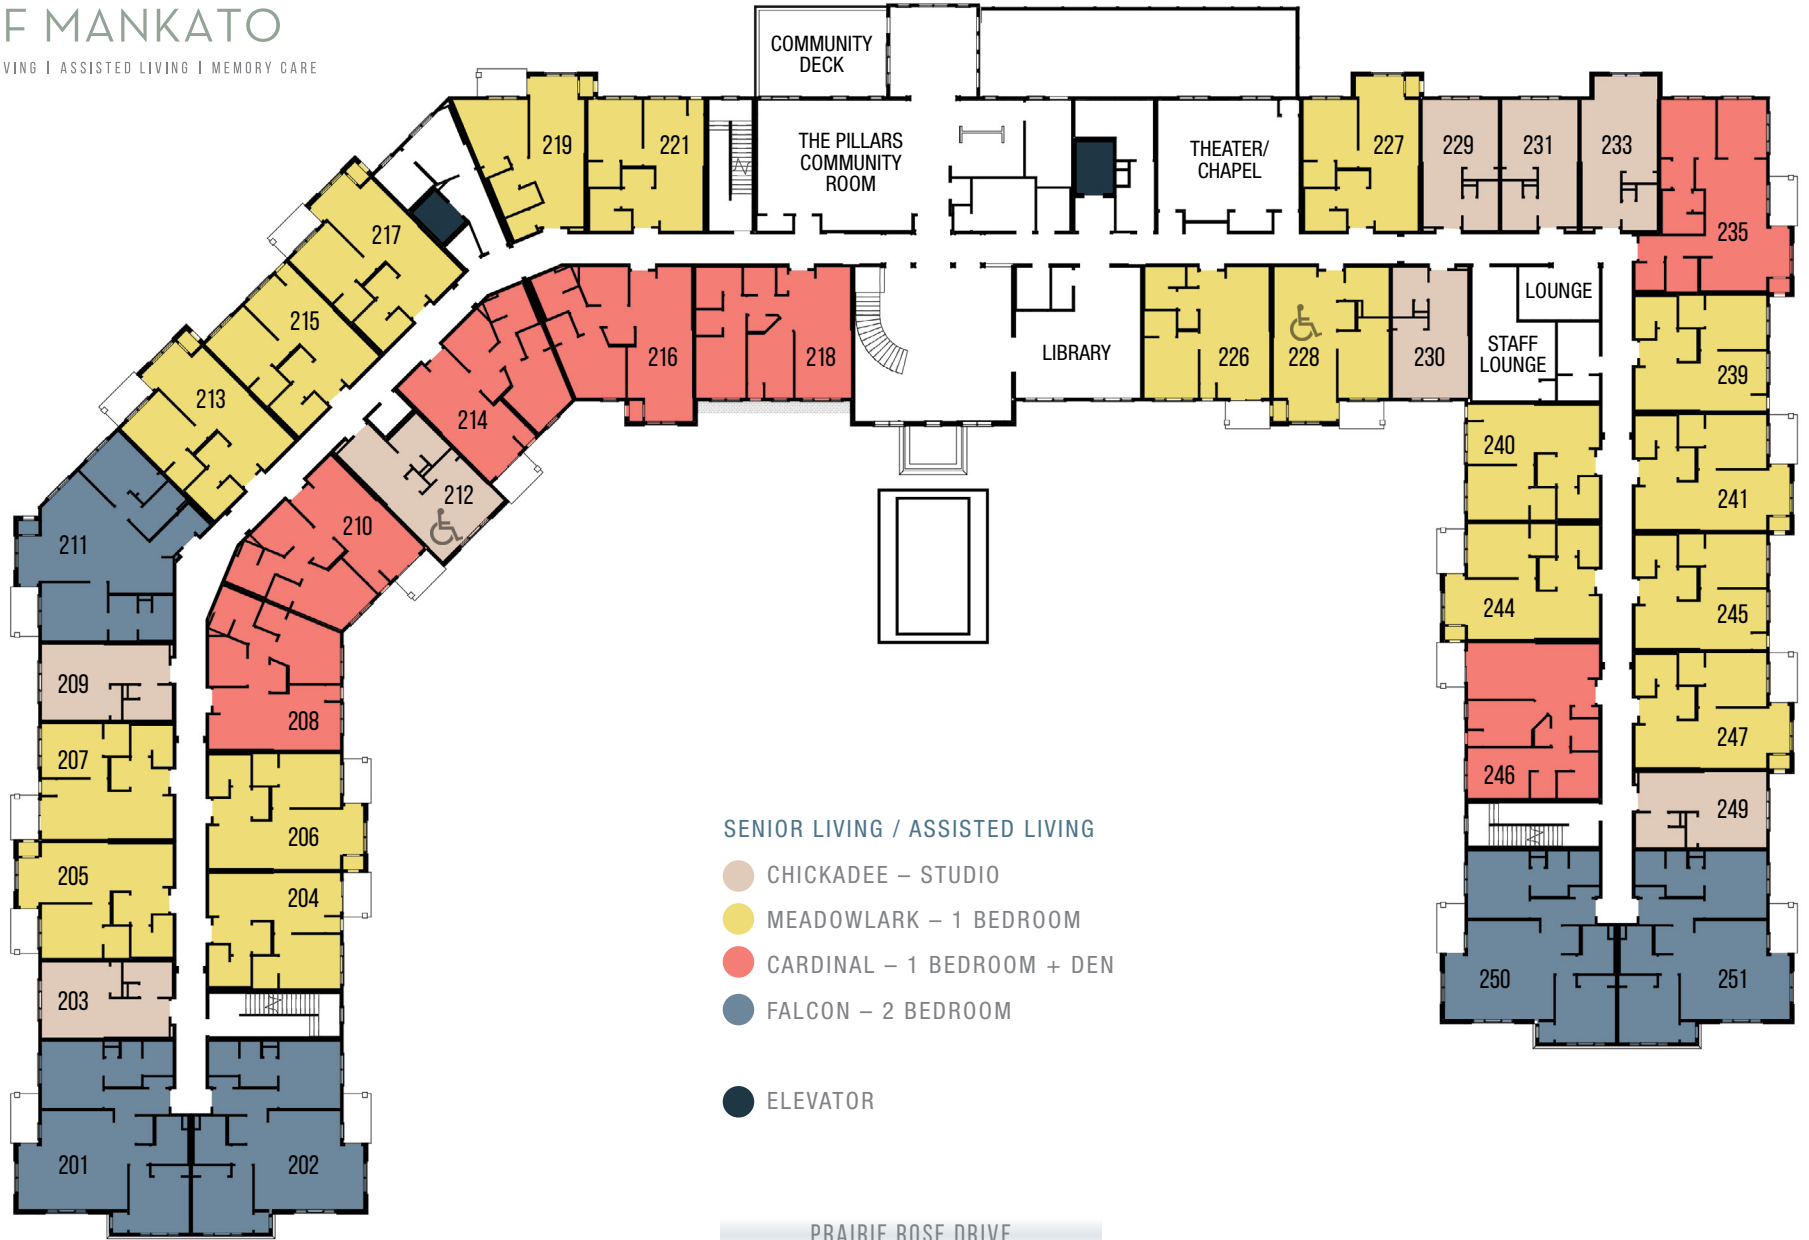 F MANKATO
VING | ASSISTED LIVING | MEMORY CARE
COMMUNITY
DECK
THE PILLARS
COMMUNITY
ROOM
THEATER/
CHAPEL
219
221
227
229
231
233
217
235
215
LOUNGE
216
218
LIBRARY
226
228
230
STAFF
LOUNGE
239
213
214
240
212
241
210
211
244
245
209
208
207
247
246
206
249
205
204
203
250
251
201
202
SENIOR LIVING / ASSISTED LIVING
CHICKADEE – STUDIO
MEADOWLARK – 1 BEDROOM
CARDINAL – 1 BEDROOM + DEN
FALCON – 2 BEDROOM
ELEVATOR
PRAIRIE ROSE DRIVE